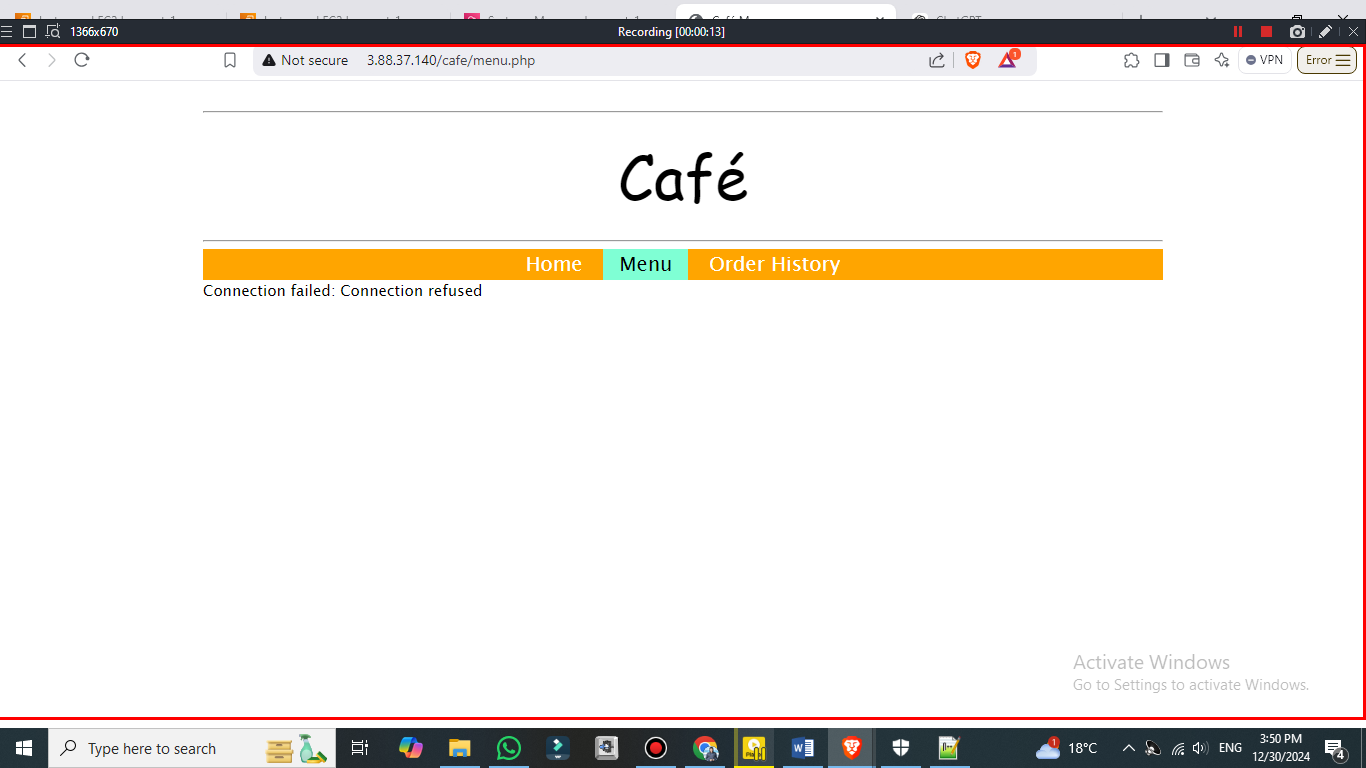 1366x670
Recording [00:00:13]
Not secure 3.88.37.140/cafe/menu.php
1
VPN
Error
Café
Home Menu Order History
Connection failed: Connection refused
Activate Windows
Go to Settings to activate Windows.
Type here to search
1
18°C
ENG
3:50 PM
12/30/2024
4